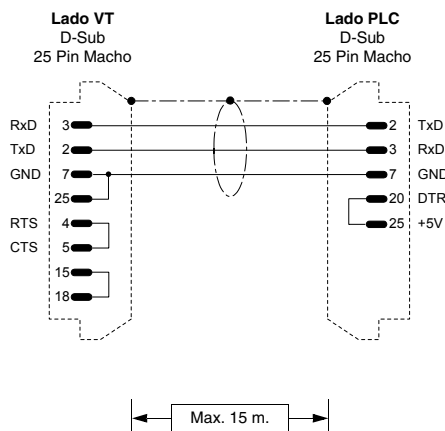 Lado VT
D-Sub
25 Pin Macho
Lado PLC
D-Sub
25 Pin Macho
RxD 3
2 TxD
TxD 2
3 RxD
GND 7
7 GND
25
20 DTR
RTS 4
25 +5V
CTS 5
15
18
Max. 15 m.